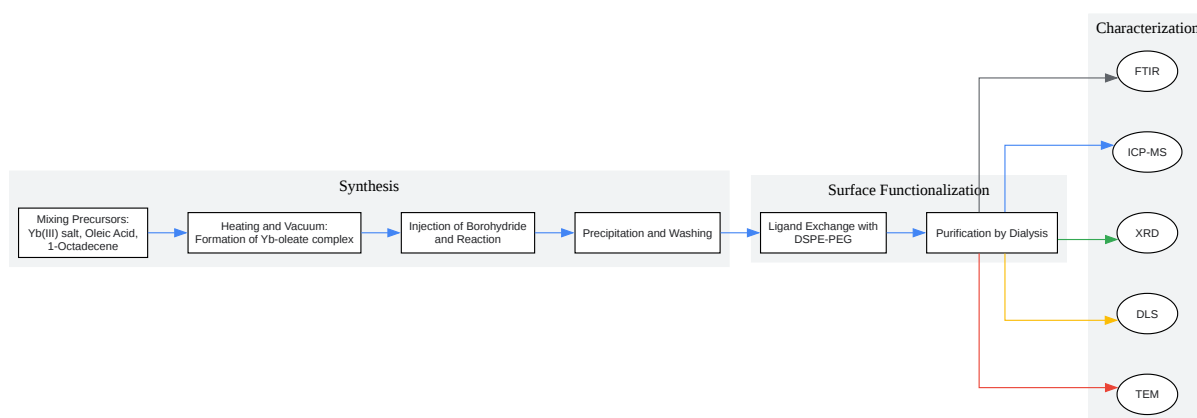 Characterization
FTIR
ICP-MS
Synthesis
Surface Functionalization
Mixing Precursors:
Yb(III) salt, Oleic Acid,
1-Octadecene
Heating and Vacuum:
Formation of Yb-oleate complex
Injection of Borohydride
and Reaction
Precipitation and Washing
Ligand Exchange with
DSPE-PEG
Purification by Dialysis
XRD
DLS
TEM